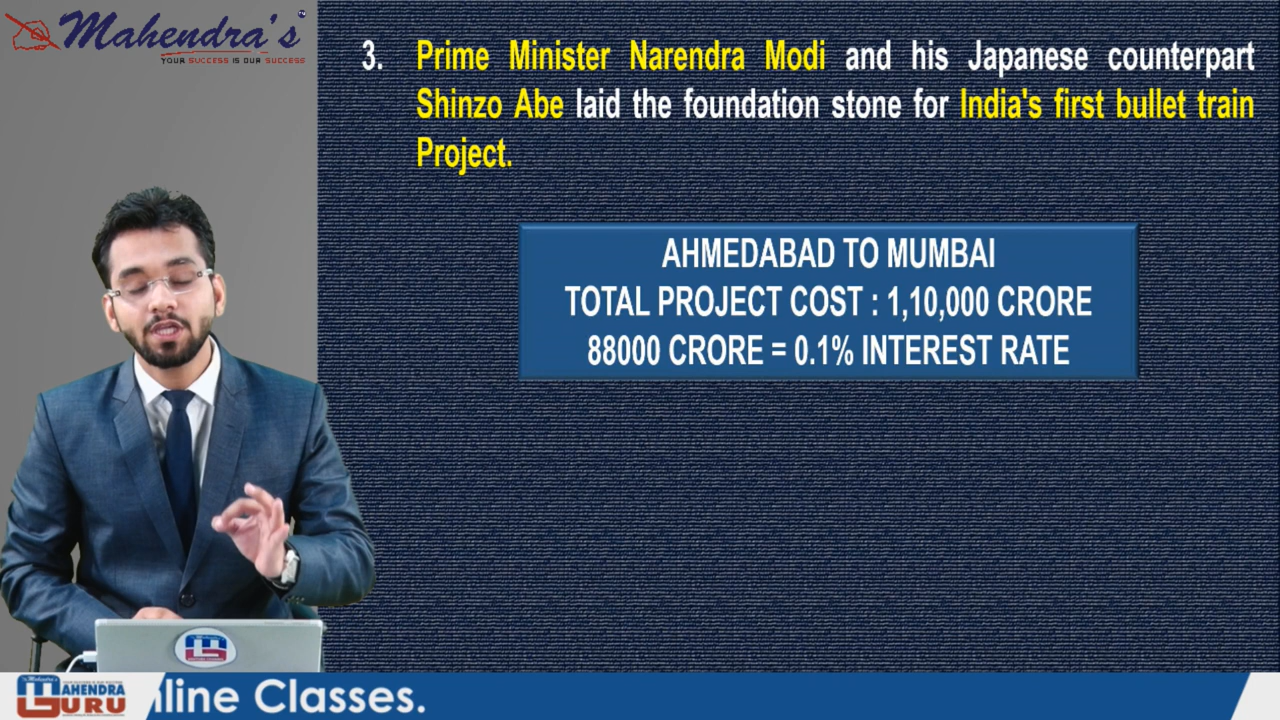 Mahendra's
YOUR SUCCESS IS OUR SUCCESS
3. Prime Minister Narendra Modi and his Japanese counterpart
Shinzo Abe laid the foundation stone for India's first bullet train
Project.
AHMEDABAD TO MUMBAI
TOTAL PROJECT COST : 1,10,000 CRORE
88000 CRORE = 0.1% INTEREST RATE
MAHENDRA
GURU
line Classes.